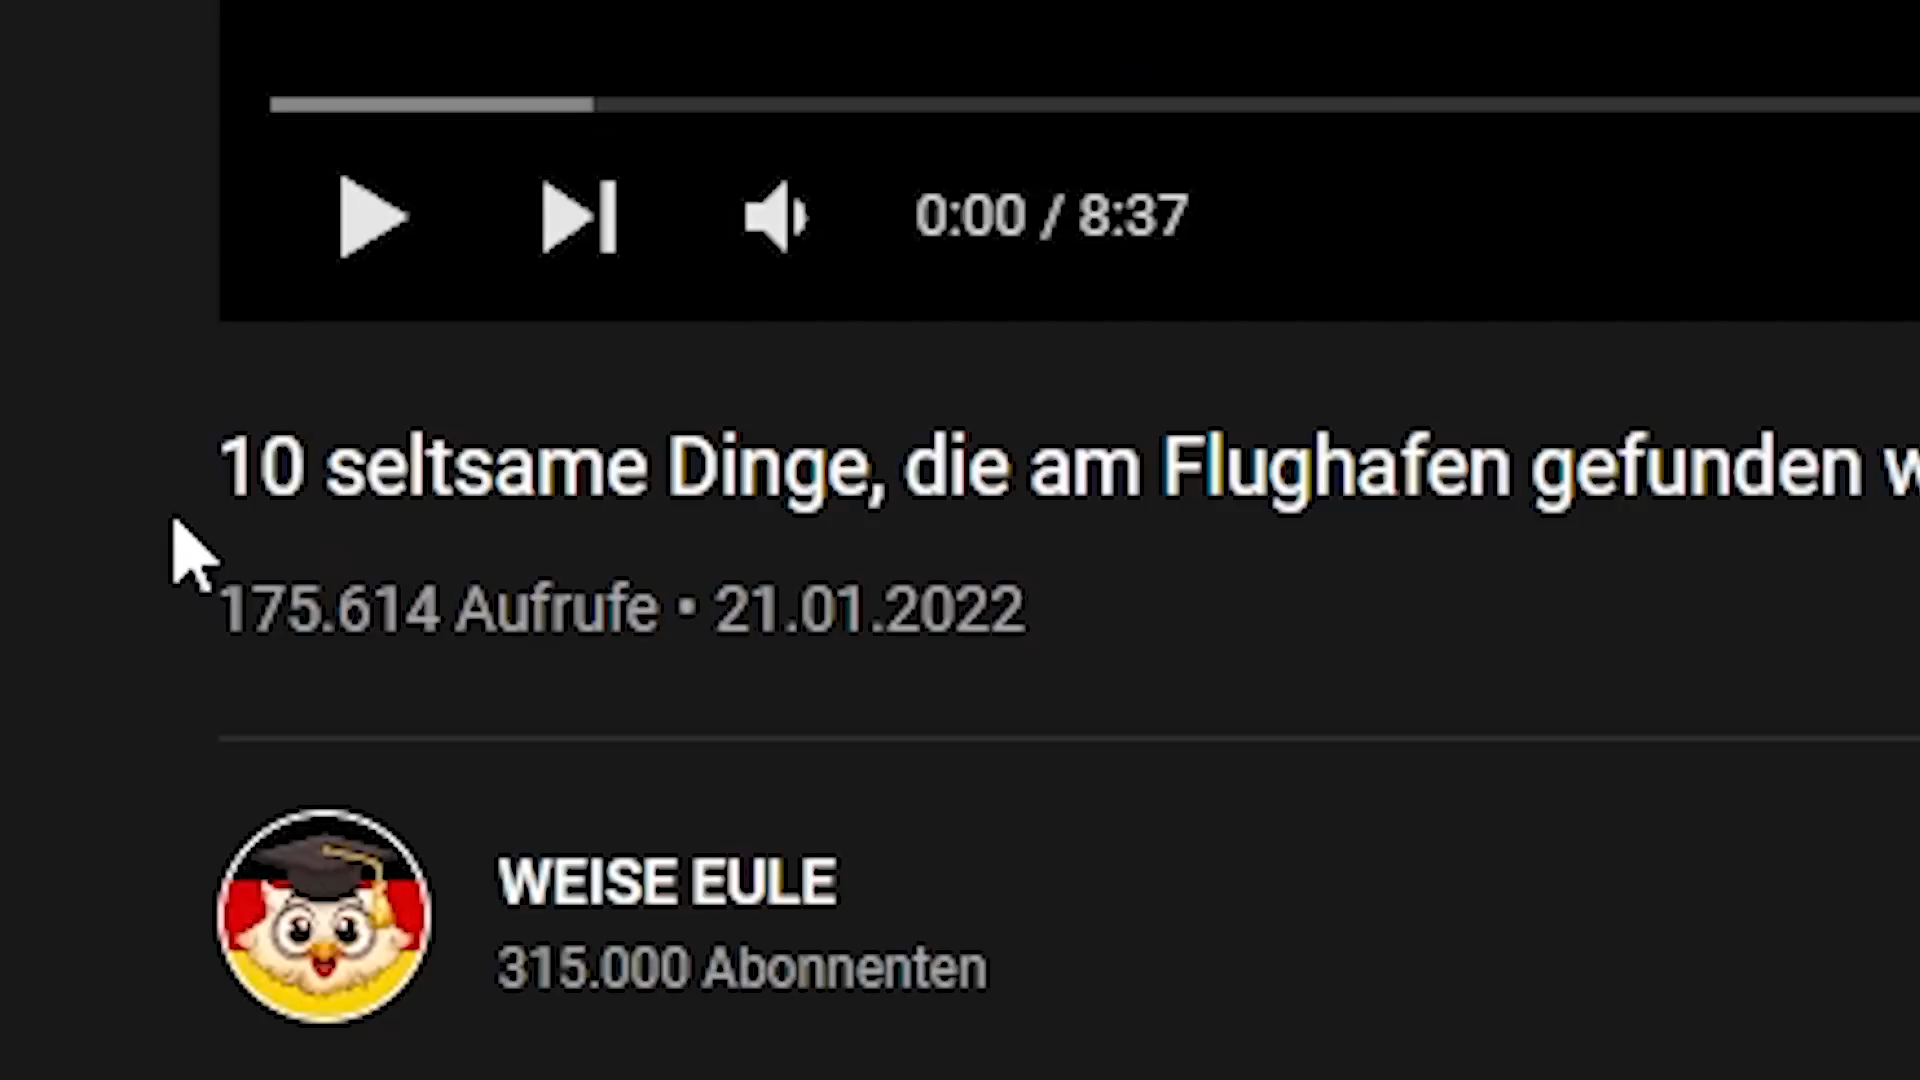 0:00 / 8:37
10 seltsame Dinge, die am Flughafen gefunden
175.614 Aufrufe • 21.01.2022
WEISE EULE
315.000 Abonnenten